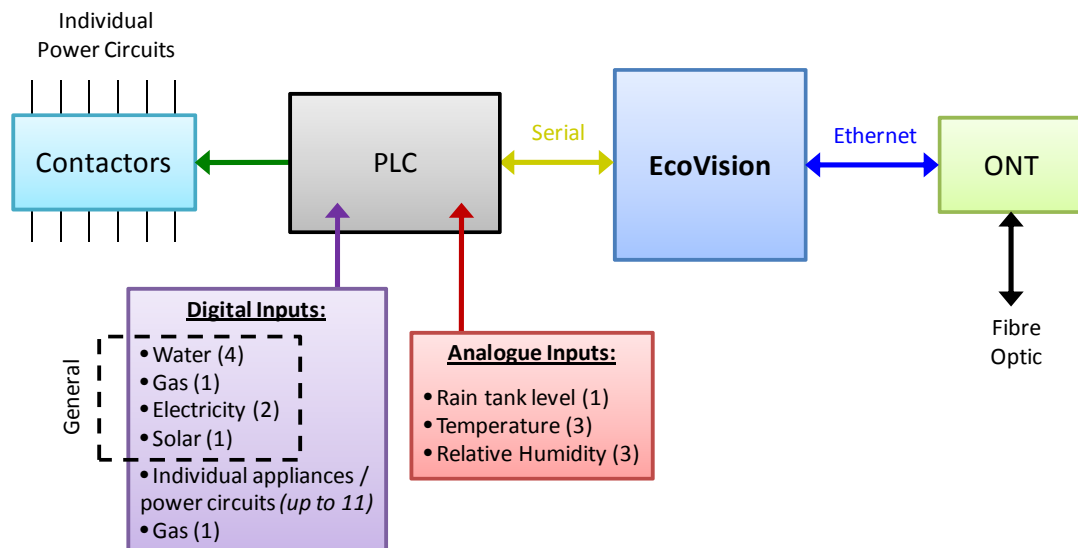 Individual
Power Circuits
Contactors
PLC
Serial
EcoVision
Ethernet
ONT
Fibre
Optic
General
Digital Inputs:
• Water (4)
• Gas (1)
• Electricity (2)
• Solar (1)
• Individual appliances /
power circuits (up to 11)
• Gas (1)
Analogue Inputs:
• Rain tank level (1)
• Temperature (3)
• Relative Humidity (3)